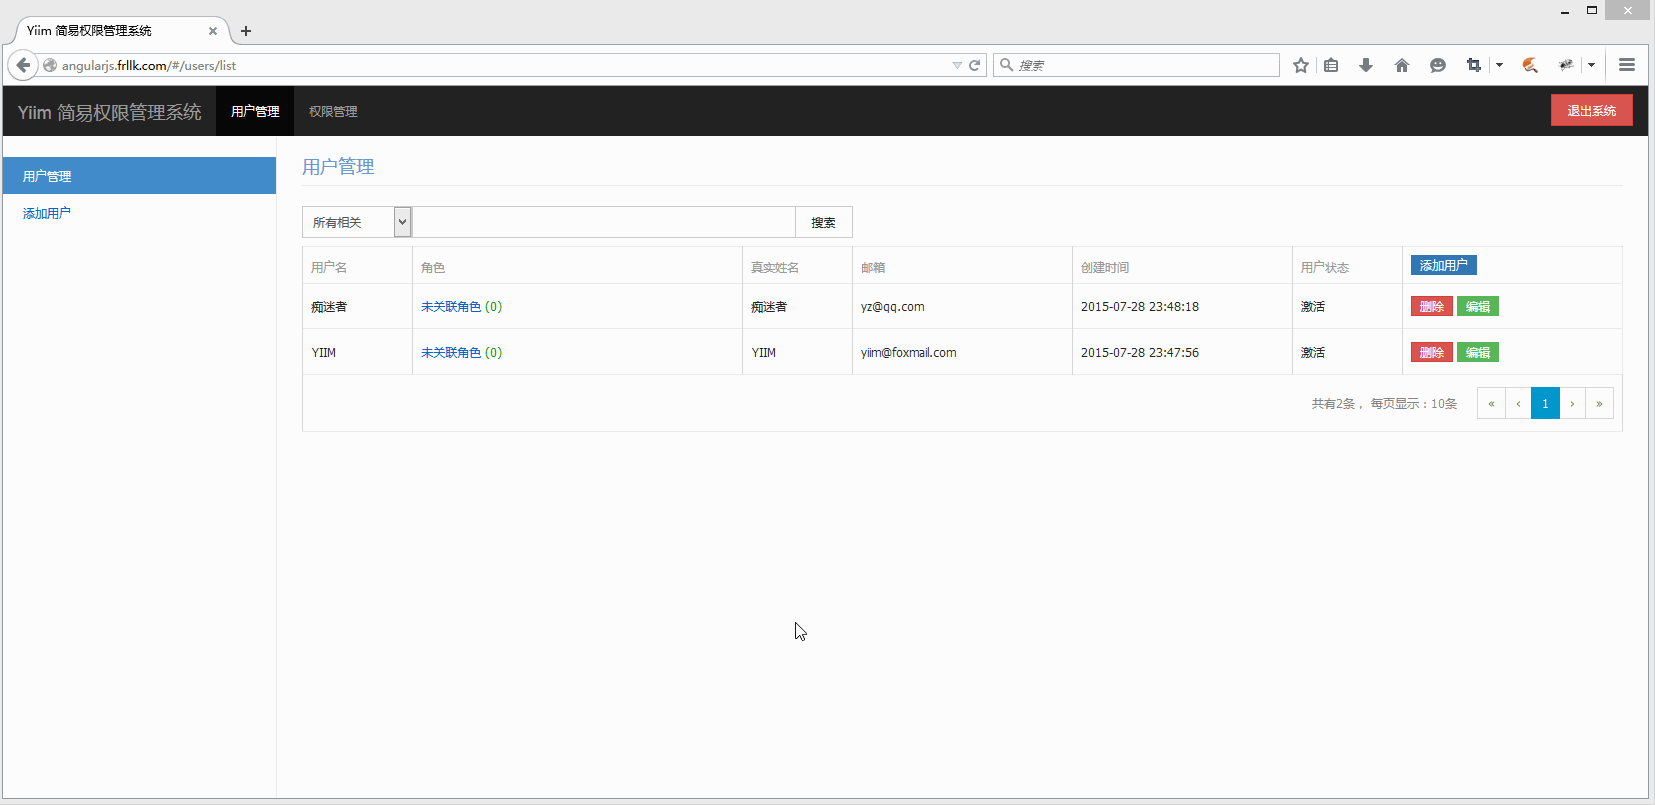 Yiim 简易权限管理系统
angularjs.frllk.com/#/users/list
搜索
Yiim 简易权限管理系统 用户管理 权限管理 退出系统
用户管理
添加用户
用户管理
所有相关 搜索
用户名 角色 真实姓名 邮箱 创建时间 用户状态 添加用户
痴迷者 未关联角色 (0) 痴迷者 yz@qq.com 2015-07-28 23:48:18 激活 删除 编辑
YIIM 未关联角色 (0) YIIM yiim@foxmail.com 2015-07-28 23:47:56 激活 删除 编辑
共有2条， 每页显示：10条 « ‹ 1 › »